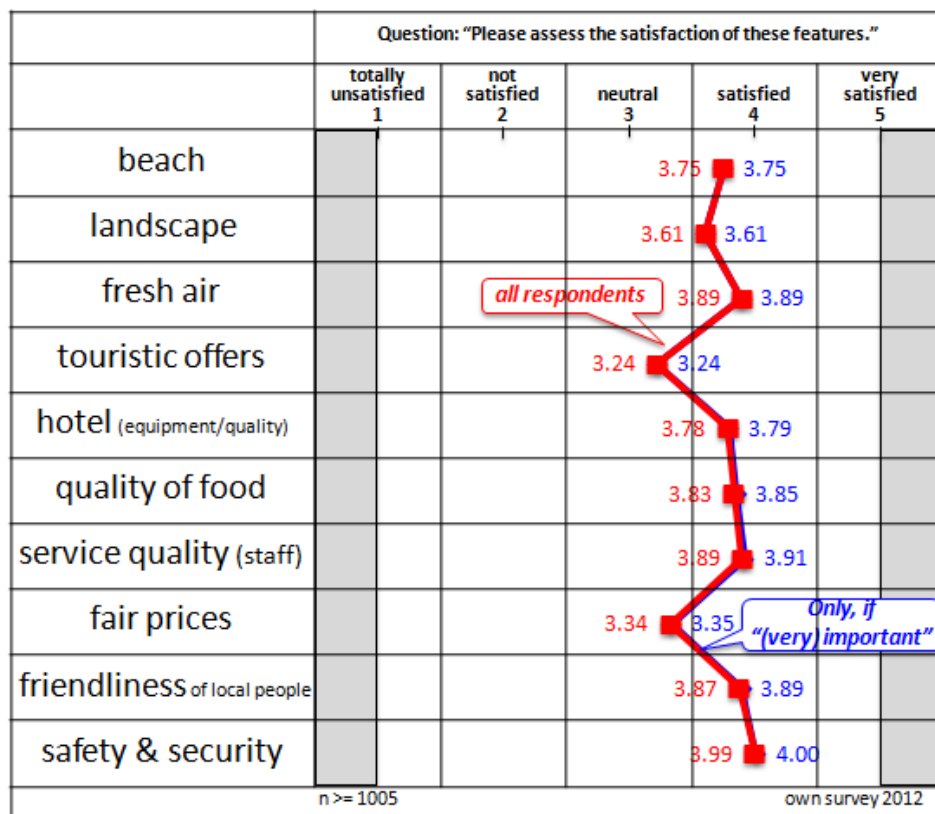 Question: “Please assess the satisfaction of these features.”
totally unsatisfied 1
not satisfied 2
neutral 3
satisfied 4
very satisfied 5
beach 3.75 3.75
landscape 3.61 3.61
fresh air 3.89 3.89
all respondents
touristic offers 3.24 3.24
hotel (equipment/quality) 3.78 3.79
quality of food 3.83 3.85
service quality (staff) 3.89 3.91
fair prices 3.34 3.35
Only, if
“(very) important”
friendliness of local people 3.87 3.89
safety & security 3.99 4.00
n >= 1005 own survey 2012